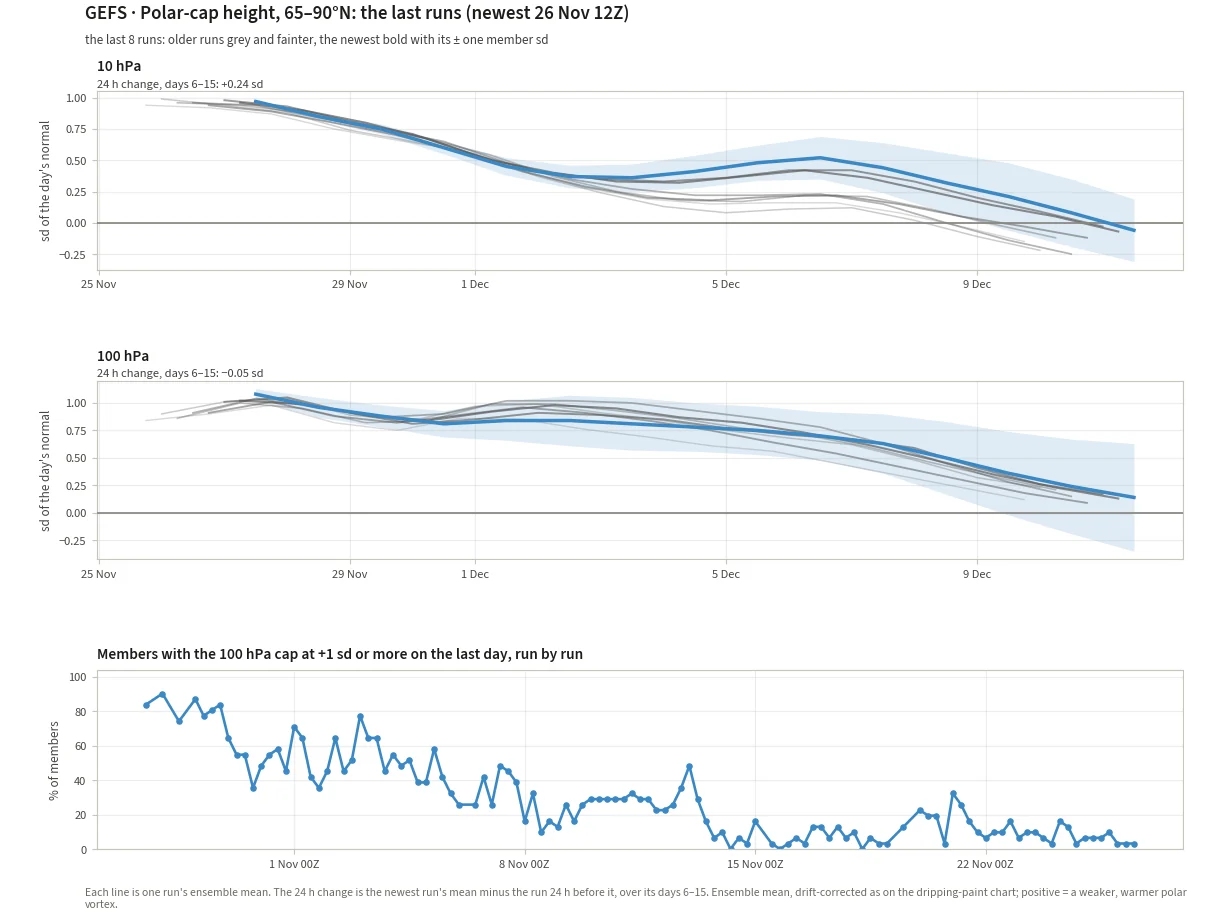 GEFS · Polar-cap height, 65–90°N: the last runs (newest 26 Nov 12Z)
the last 8 runs: older runs grey and fainter, the newest bold with its ± one member sd
10 hPa
24 h change, days 6–15: +0.24 sd
sd of the day's normal
1.00
0.75
0.50
0.25
0.00
−0.25
25 Nov
29 Nov
1 Dec
5 Dec
9 Dec
100 hPa
24 h change, days 6–15: −0.05 sd
sd of the day's normal
1.00
0.75
0.50
0.25
0.00
−0.25
25 Nov
29 Nov
1 Dec
5 Dec
9 Dec
Members with the 100 hPa cap at +1 sd or more on the last day, run by run
% of members
100
80
60
40
20
0
1 Nov 00Z
8 Nov 00Z
15 Nov 00Z
22 Nov 00Z
Each line is one run's ensemble mean. The 24 h change is the newest run's mean minus the run 24 h before it, over its days 6–15. Ensemble mean, drift-corrected as on the dripping-paint chart; positive = a weaker, warmer polar
vortex.